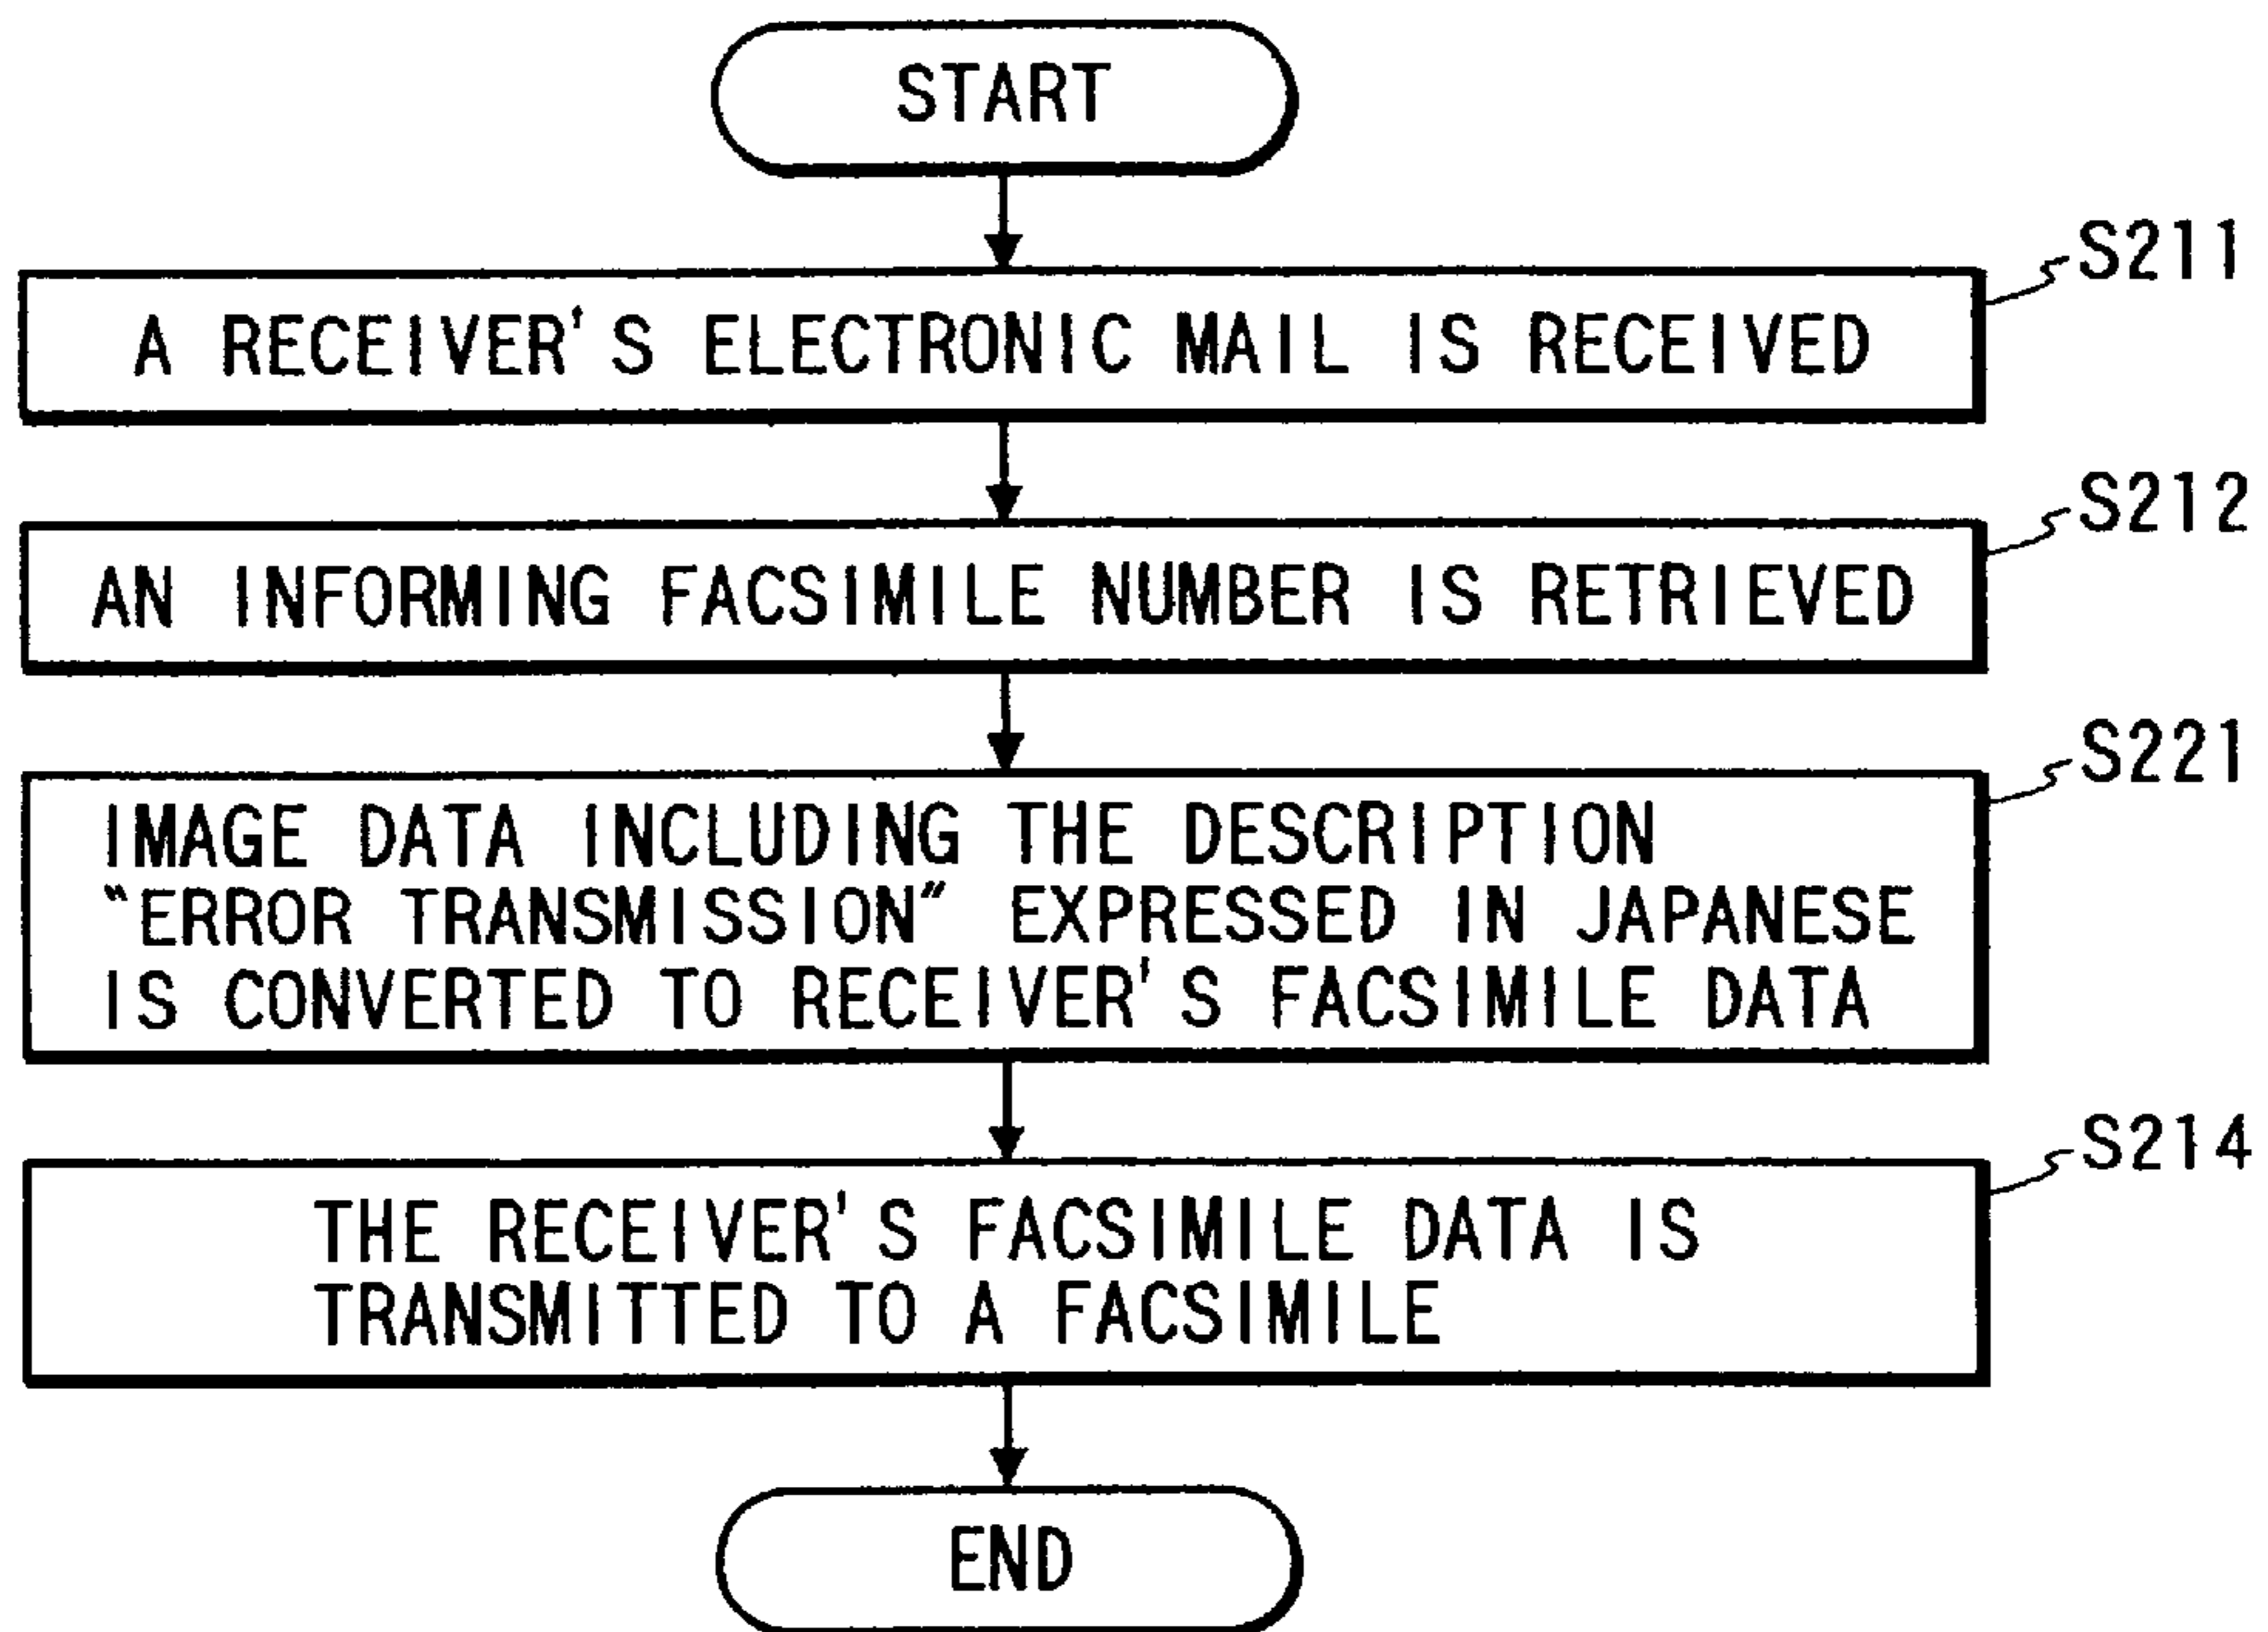 START
S211
A RECEIVER'S ELECTRONIC MAIL IS RECEIVED
S212
AN INFORMING FACSIMILE NUMBER IS RETRIEVED
S221
IMAGE DATA INCLUDING THE DESCRIPTION
"ERROR TRANSMISSION" EXPRESSED IN JAPANESE
IS CONVERTED TO RECEIVER'S FACSIMILE DATA
S214
THE RECEIVER'S FACSIMILE DATA IS
TRANSMITTED TO A FACSIMILE
END